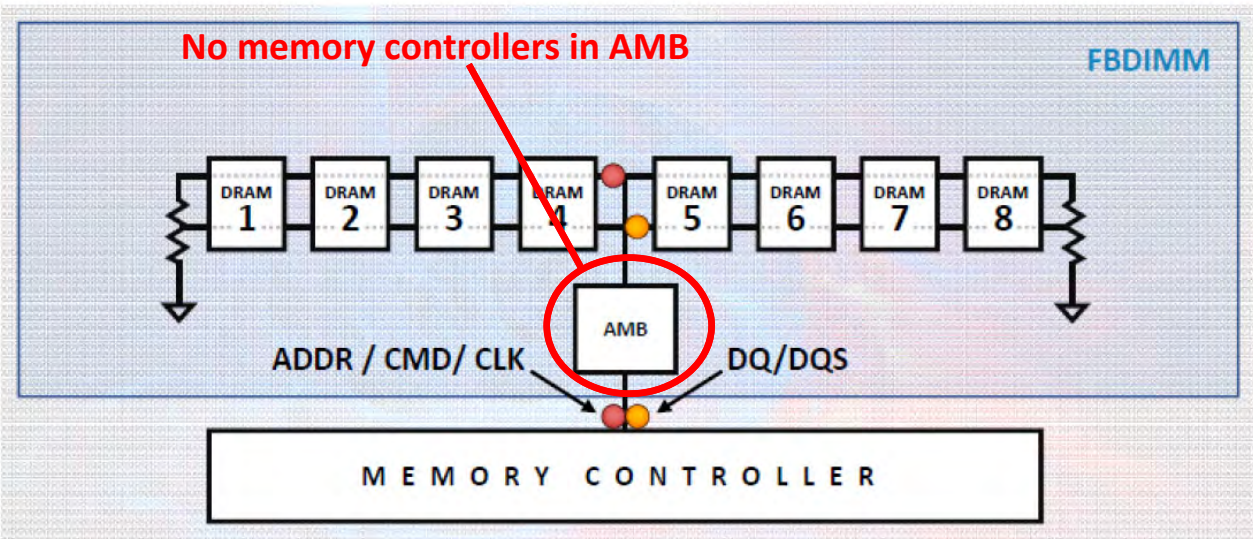 No memory controllers in AMB
FBDIMM
DRAM DRAM DRAM DRAM DRAM DRAM DRAM DRAM
1 2 3 4 5 6 7 8
AMB
ADDR / CMD/ CLK DQ/DQS
MEMORY CONTROLLER